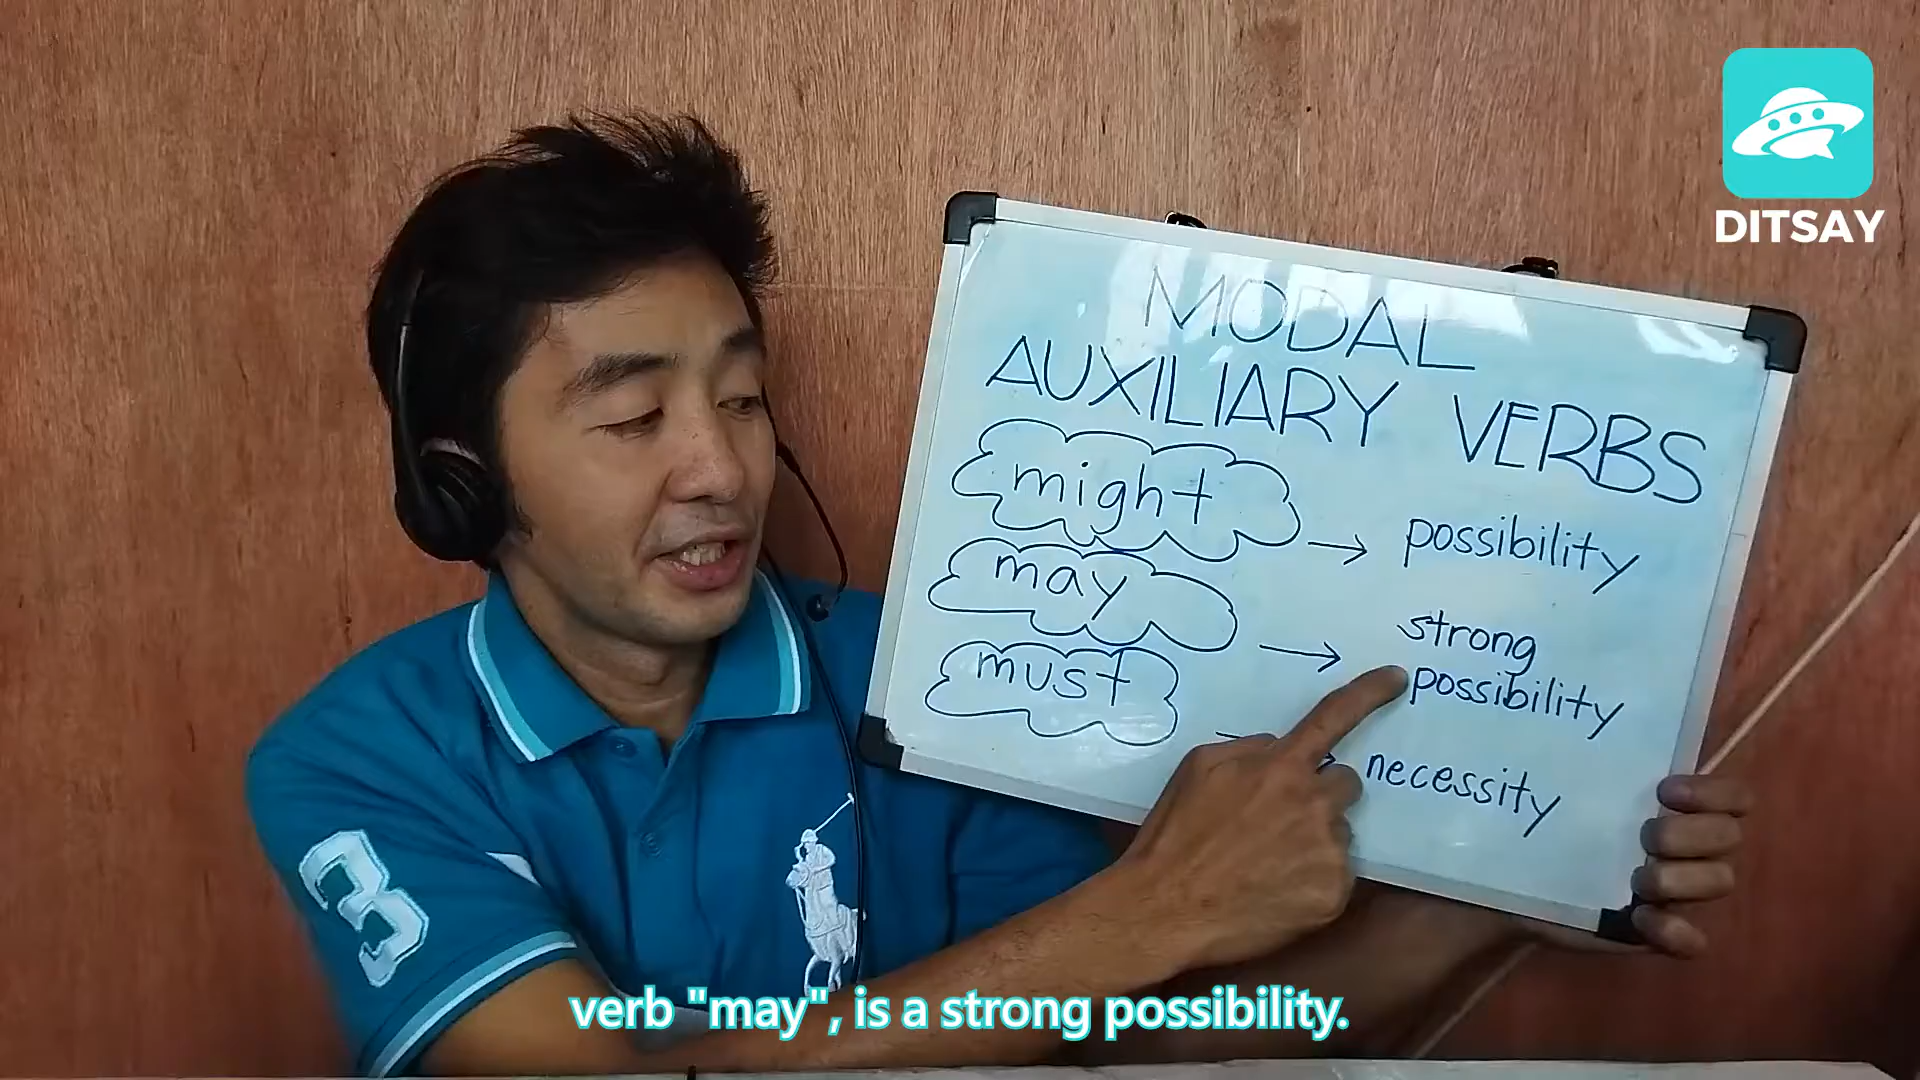 DITSAY
MODAL
AUXILIARY VERBS
might → possibility
may → strong
possibility
must → necessity
3
verb "may", is a strong possibility.